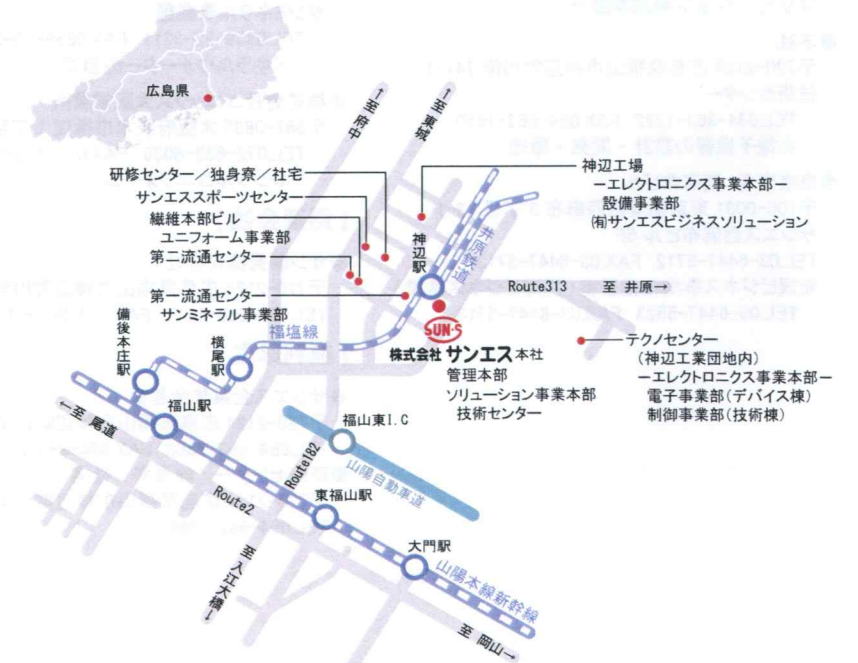 広島県
↑至 府中
↑至 東城
研修センター/独身寮/社宅
サンエススポーツセンター
繊維本部ビル
ユニフォーム事業部
第二流通センター
第一流通センター
サンミネラル事業部
神辺駅
井原鉄道
神辺工場
ーエレクトロニクス事業本部ー
設備事業部
㈲サンエスビジネスソリューション
Route313
至 井原→
SUN・S
株式会社 サンエス本社
管理本部
ソリューション事業本部
技術センター
テクノセンター
(神辺工業団地内)
ーエレクトロニクス事業本部ー
電子事業部(デバイス棟)
制御事業部(技術棟)
福塩線
備後本庄駅
横尾駅
福山駅
←至 尾道
福山東I.C
Route182
山陽自動車道
Route2
東福山駅
大門駅
山陽本線新幹線
至 入江大橋↓
至 岡山→